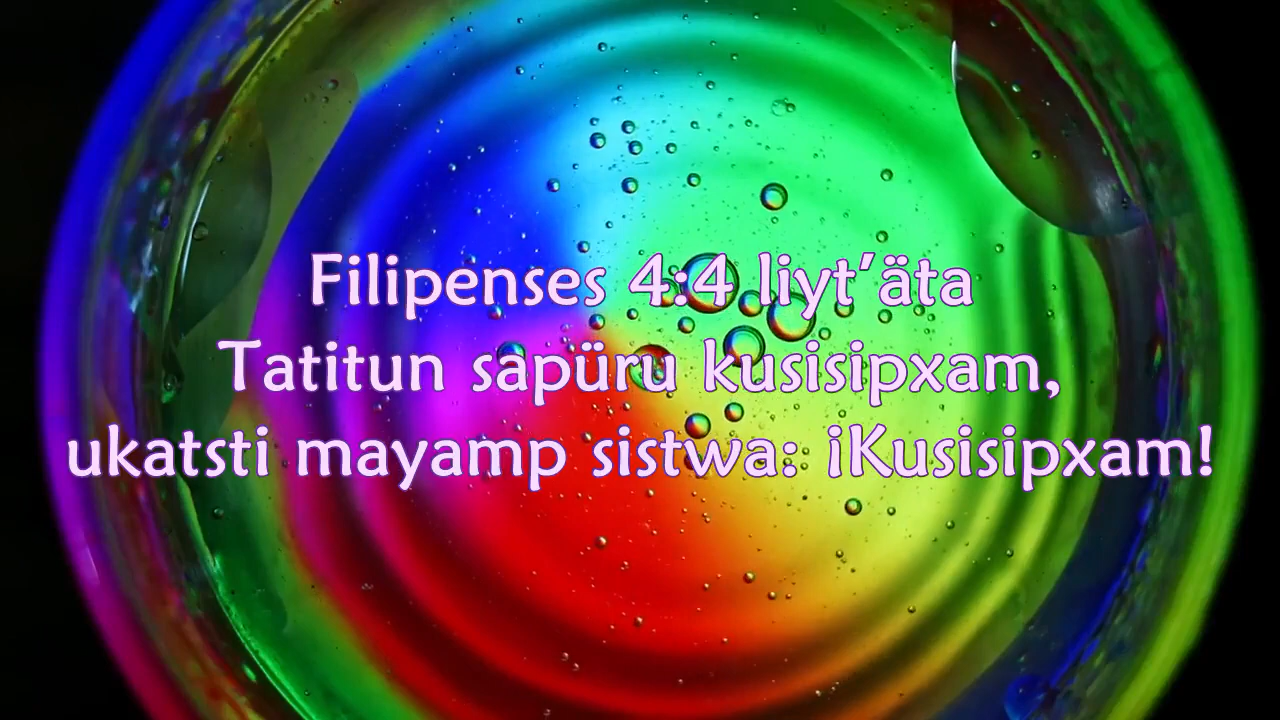 Filipenses 4:4 liyt’äta
Tatitun sapüru kusisipxam,
ukatsti mayamp sistwa: ¡Kusisipxam!